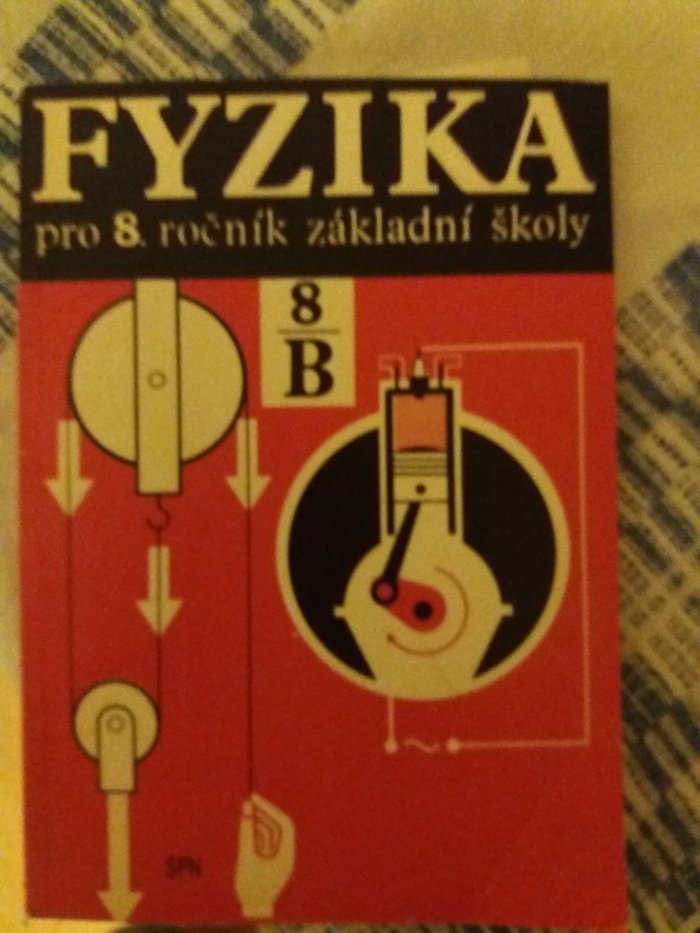 FYZIKA
pro 8. ročník základní školy
8
B
SPN